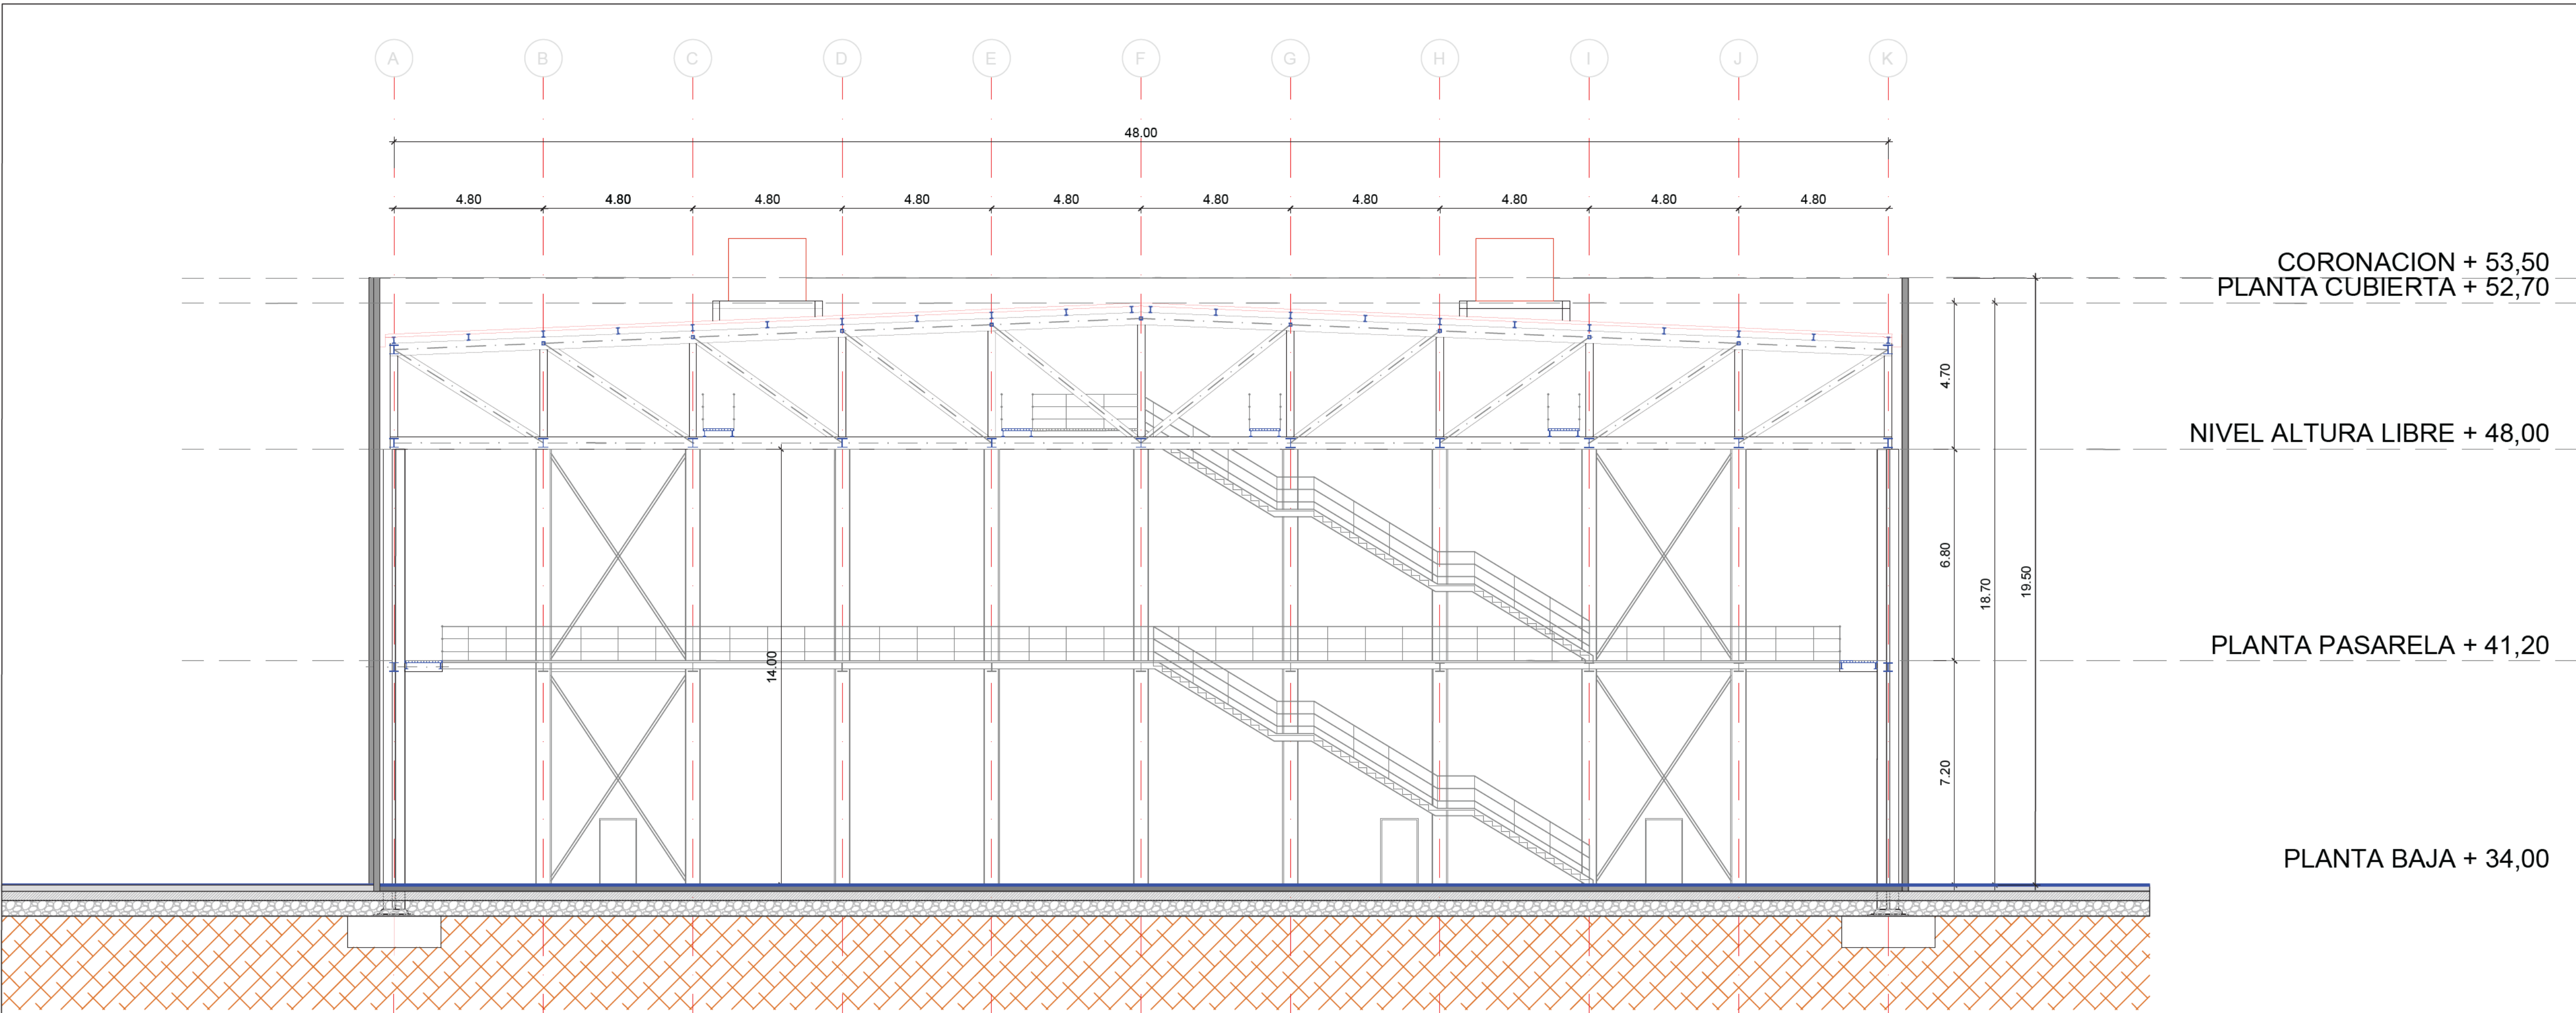 A B C D E F G H I J K
48,00
4.80 4.80 4.80 4.80 4.80 4.80 4.80 4.80 4.80 4.80
CORONACION + 53,50
PLANTA CUBIERTA + 52,70
4.70
NIVEL ALTURA LIBRE + 48,00
6.80
18.70
19.50
PLANTA PASARELA + 41,20
14.00
7.20
PLANTA BAJA + 34,00